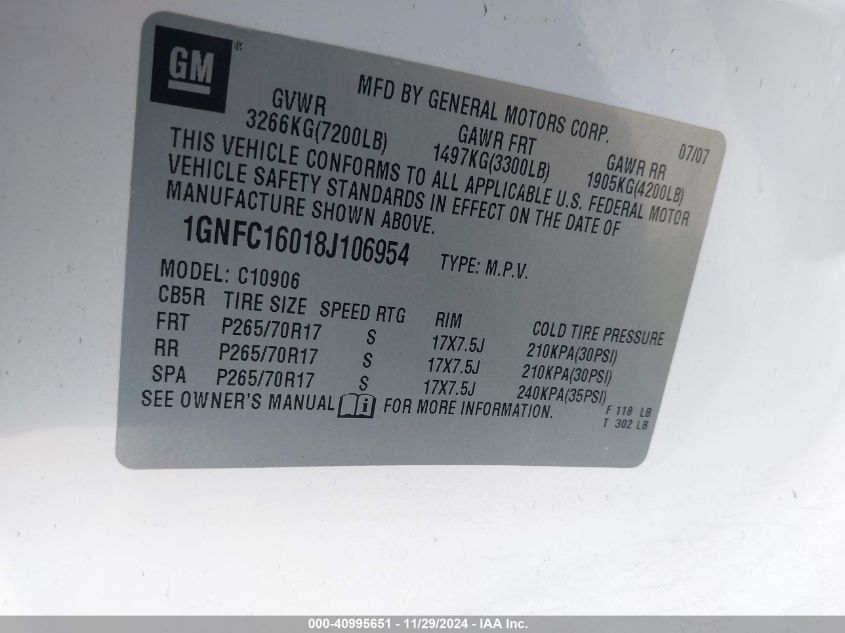 GM®
MFD BY GENERAL MOTORS CORP. 07/07
GVWR GAWR FRT GAWR RR
3266KG(7200LB) 1497KG(3300LB) 1905KG(4200LB)
THIS VEHICLE CONFORMS TO ALL APPLICABLE U.S. FEDERAL MOTOR
VEHICLE SAFETY STANDARDS IN EFFECT ON THE DATE OF
MANUFACTURE SHOWN ABOVE.
1GNFC16018J106954 TYPE: M.P.V.
MODEL: C10906
CB5R TIRE SIZE SPEED RTG RIM COLD TIRE PRESSURE
FRT P265/70R17 S 17X7.5J 210KPA(30PSI)
RR P265/70R17 S 17X7.5J 210KPA(30PSI)
SPA P265/70R17 S 17X7.5J 240KPA(35PSI)
SEE OWNER'S MANUAL i FOR MORE INFORMATION.
F 118 LB
T 302 LB
000-40995651 - 11/29/2024 - IAA Inc.